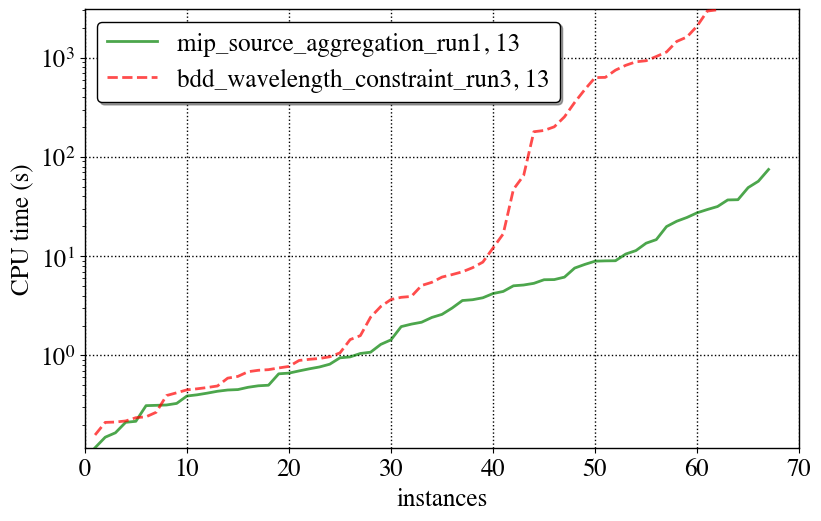 mip_source_aggregation_run1, 13
bdd_wavelength_constraint_run3, 13
CPU time (s)
10³
10²
10¹
10⁰
0 10 20 30 40 50 60 70
instances